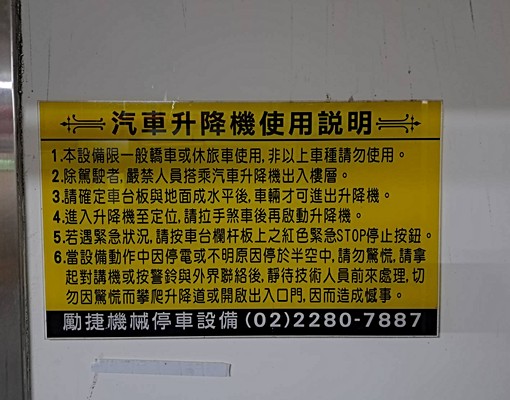 汽車升降機使用說明
1.本設備限一般轎車或休旅車使用,非以上車種請勿使用。
2.除駕駛者,嚴禁人員搭乘汽車升降機出入樓層。
3.請確定車台板與地面成水平後,車輛才可進出升降機。
4.進入升降機至定位,請拉手煞車後再啟動升降機。
5.若遇緊急狀況,請按車台欄杆板上之紅色緊急STOP停止按鈕。
6.當設備動作中因停電或不明原因停於半空中,請勿驚慌,請拿
起對講機或按警鈴與外界聯絡後,靜待技術人員前來處理,切
勿因驚慌而攀爬升降道或開啟出入口門,因而造成憾事。
勵捷機械停車設備 (02)2280-7887